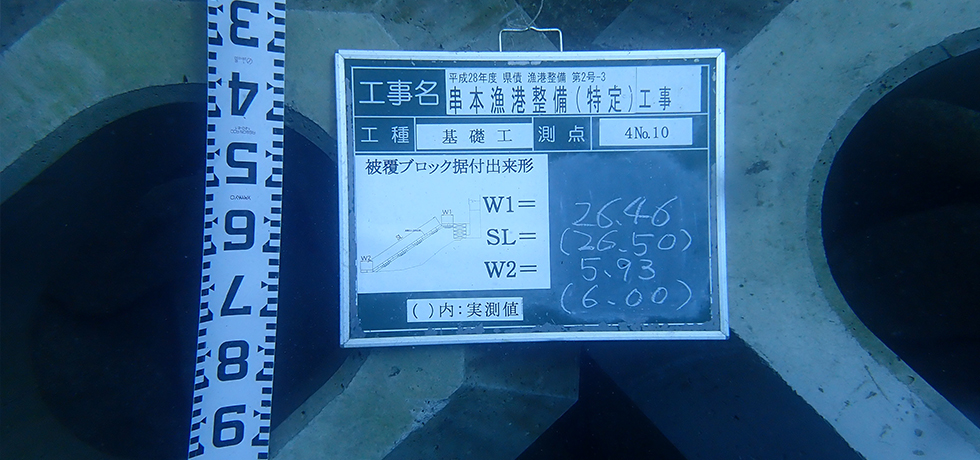 3
4
5
6
7
8
9
工事名
平成28年度 県債 漁港整備 第2号-3
串本漁港整備(特定)工事
工種 基礎工 測点 4No.10
被覆ブロック据付出来形
W1
W2
W1= 26.46
SL= (26.50)
W2= 5.93
(6.00)
( )内:実測値